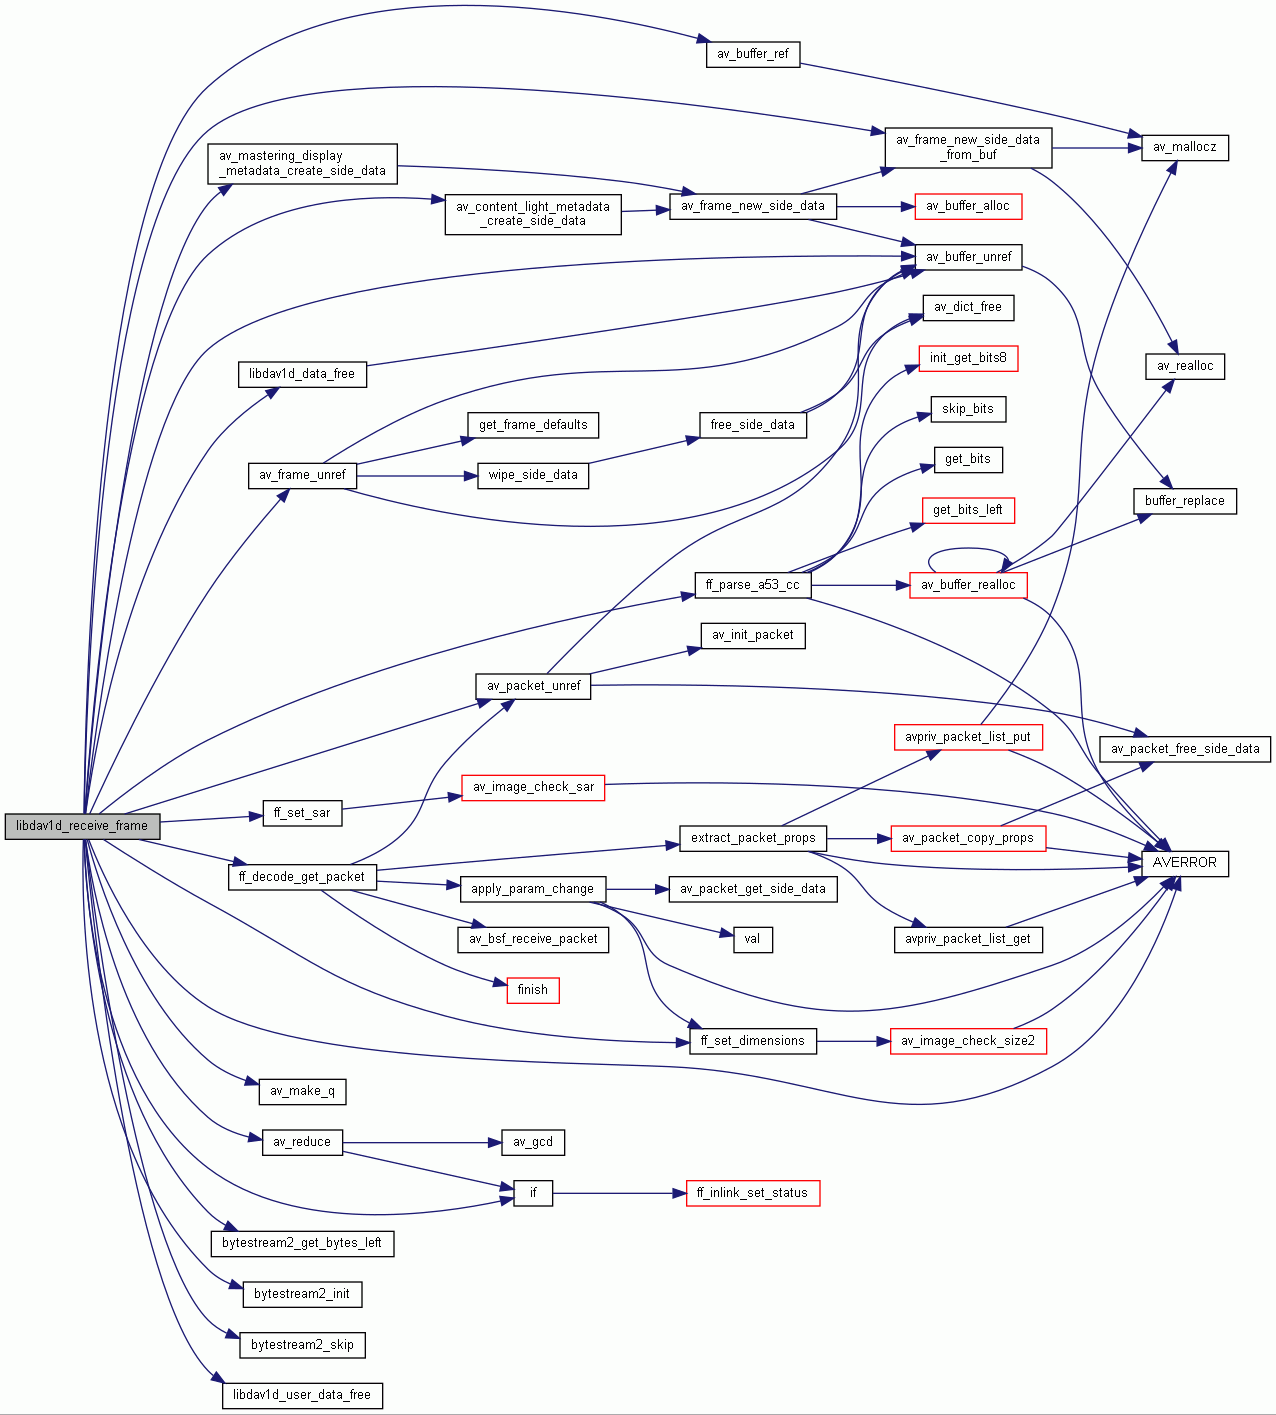 av_buffer_ref
av_frame_new_side_data
_from_buf
av_mallocz
av_mastering_display
_metadata_create_side_data
av_content_light_metadata
_create_side_data
av_frame_new_side_data
av_buffer_alloc
av_buffer_unref
av_dict_free
init_get_bits8
av_realloc
libdav1d_data_free
skip_bits
get_frame_defaults
free_side_data
get_bits
av_frame_unref
wipe_side_data
buffer_replace
get_bits_left
ff_parse_a53_cc
av_buffer_realloc
av_init_packet
av_packet_unref
avpriv_packet_list_put
av_packet_free_side_data
av_image_check_sar
ff_set_sar
libdav1d_receive_frame
extract_packet_props
av_packet_copy_props
AVERROR
ff_decode_get_packet
apply_param_change
av_packet_get_side_data
av_bsf_receive_packet
val
avpriv_packet_list_get
finish
ff_set_dimensions
av_image_check_size2
av_make_q
av_reduce
av_gcd
if
ff_inlink_set_status
bytestream2_get_bytes_left
bytestream2_init
bytestream2_skip
libdav1d_user_data_free